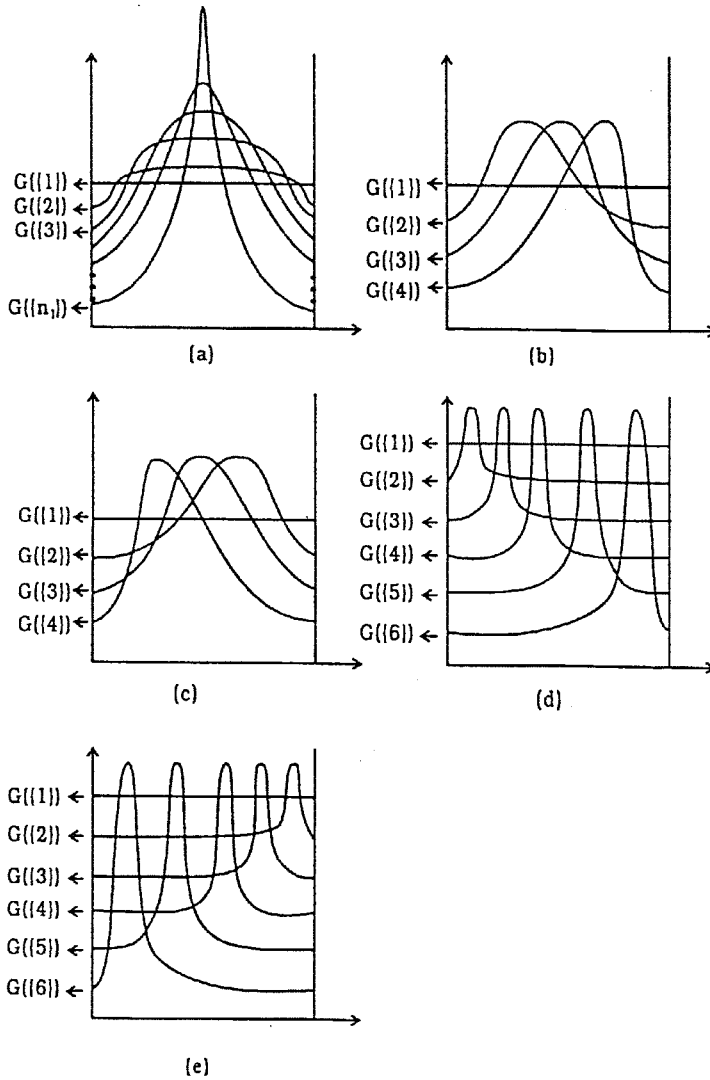 G({1})
G({2})
G({3})
G({n₁})
(a)
G({1})
G({2})
G({3})
G({4})
(b)
G({1})
G({2})
G({3})
G({4})
(c)
G({1})
G({2})
G({3})
G({4})
G({5})
G({6})
(d)
G({1})
G({2})
G({3})
G({4})
G({5})
G({6})
(e)